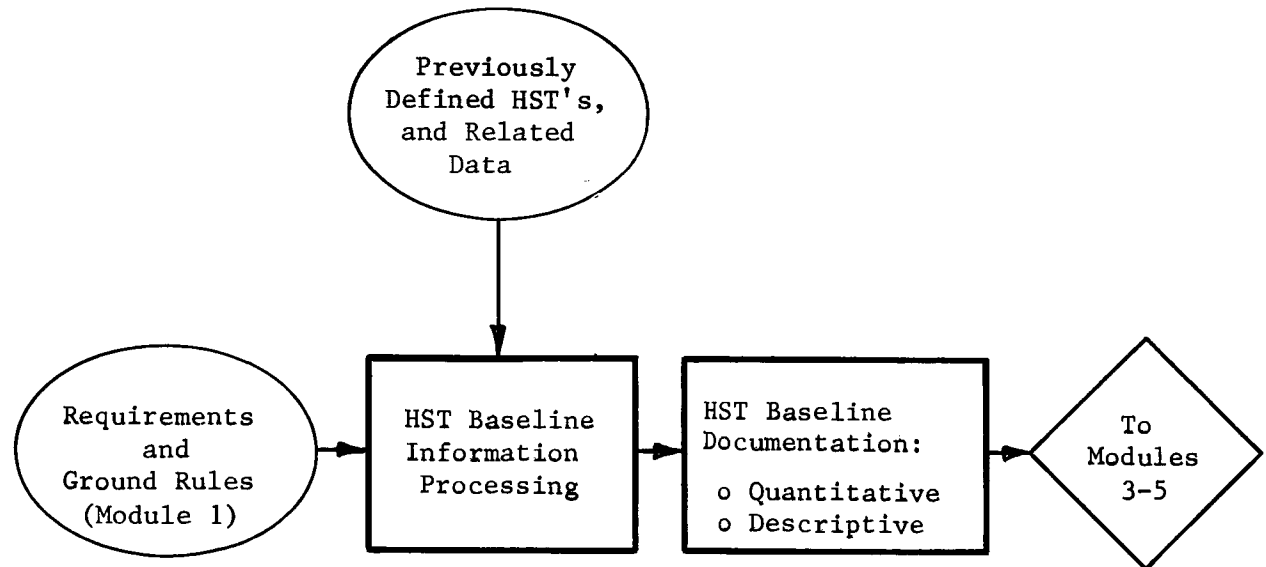 Previously
Defined HST's,
and Related
Data
Requirements
and
Ground Rules
(Module 1)
HST Baseline
Information
Processing
HST Baseline
Documentation:
o Quantitative
o Descriptive
To
Modules
3-5